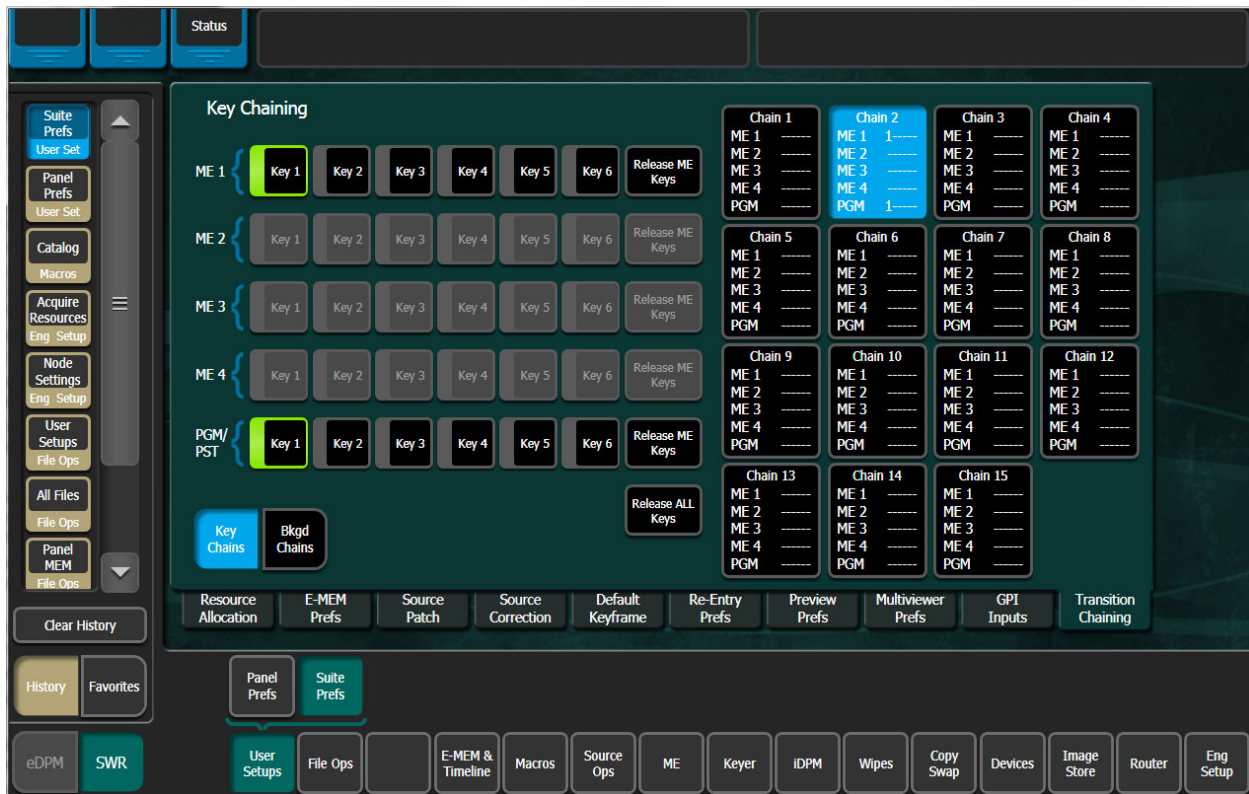 Status
Suite
Prefs
User Set
Panel
Prefs
User Set
Catalog
Macros
Acquire
Resources
Eng Setup
Node
Settings
Eng Setup
User
Setups
File Ops
All Files
File Ops
Panel
MEM
File Ops
Clear History
History Favorites
eDPM SWR
Key Chaining
ME 1 { Key 1 Key 2 Key 3 Key 4 Key 5 Key 6 Release ME Keys
ME 2 { Key 1 Key 2 Key 3 Key 4 Key 5 Key 6 Release ME Keys
ME 3 { Key 1 Key 2 Key 3 Key 4 Key 5 Key 6 Release ME Keys
ME 4 { Key 1 Key 2 Key 3 Key 4 Key 5 Key 6 Release ME Keys
PGM/PST { Key 1 Key 2 Key 3 Key 4 Key 5 Key 6 Release ME Keys
Release ALL Keys
Key Chains Bkgd Chains
Chain 1
ME 1 ------
ME 2 ------
ME 3 ------
ME 4 ------
PGM ------
Chain 2
ME 1 1-----
ME 2 ------
ME 3 ------
ME 4 ------
PGM 1-----
Chain 3
ME 1 ------
ME 2 ------
ME 3 ------
ME 4 ------
PGM ------
Chain 4
ME 1 ------
ME 2 ------
ME 3 ------
ME 4 ------
PGM ------
Chain 5
ME 1 ------
ME 2 ------
ME 3 ------
ME 4 ------
PGM ------
Chain 6
ME 1 ------
ME 2 ------
ME 3 ------
ME 4 ------
PGM ------
Chain 7
ME 1 ------
ME 2 ------
ME 3 ------
ME 4 ------
PGM ------
Chain 8
ME 1 ------
ME 2 ------
ME 3 ------
ME 4 ------
PGM ------
Chain 9
ME 1 ------
ME 2 ------
ME 3 ------
ME 4 ------
PGM ------
Chain 10
ME 1 ------
ME 2 ------
ME 3 ------
ME 4 ------
PGM ------
Chain 11
ME 1 ------
ME 2 ------
ME 3 ------
ME 4 ------
PGM ------
Chain 12
ME 1 ------
ME 2 ------
ME 3 ------
ME 4 ------
PGM ------
Chain 13
ME 1 ------
ME 2 ------
ME 3 ------
ME 4 ------
PGM ------
Chain 14
ME 1 ------
ME 2 ------
ME 3 ------
ME 4 ------
PGM ------
Chain 15
ME 1 ------
ME 2 ------
ME 3 ------
ME 4 ------
PGM ------
Resource Allocation
E-MEM Prefs
Source Patch
Source Correction
Default Keyframe
Re-Entry Prefs
Preview Prefs
Multiviewer Prefs
GPI Inputs
Transition Chaining
Panel Prefs
Suite Prefs
User Setups
File Ops
E-MEM & Timeline
Macros
Source Ops
ME
Keyer
iDPM
Wipes
Copy Swap
Devices
Image Store
Router
Eng Setup